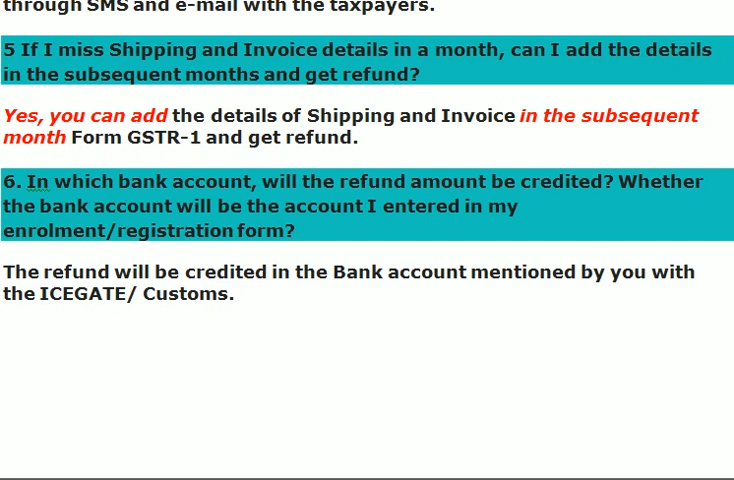 through SMS and e-mail with the taxpayers.
5 If I miss Shipping and Invoice details in a month, can I add the details
in the subsequent months and get refund?
Yes, you can add the details of Shipping and Invoice in the subsequent
month Form GSTR-1 and get refund.
6. In which bank account, will the refund amount be credited? Whether
the bank account will be the account I entered in my
enrolment/registration form?
The refund will be credited in the Bank account mentioned by you with
the ICEGATE/ Customs.